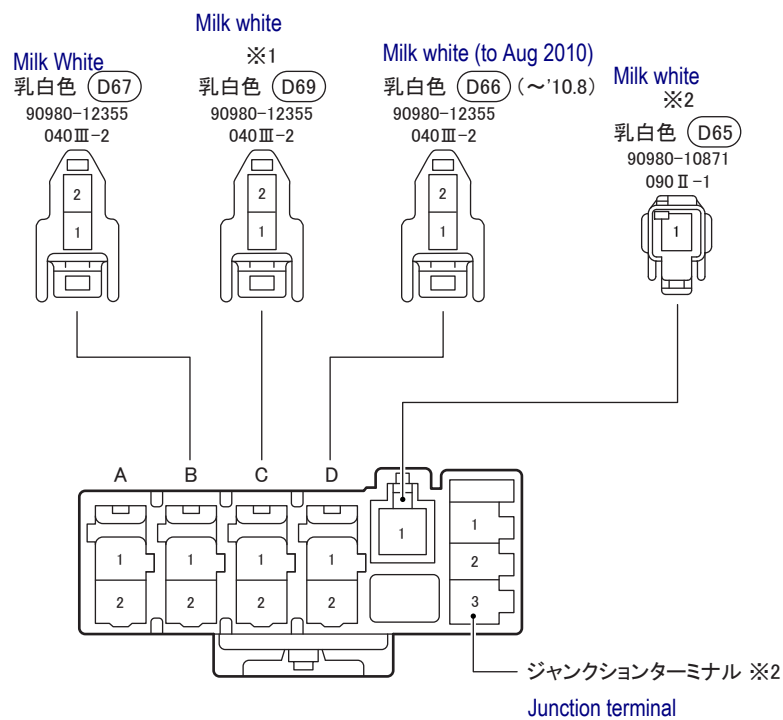 Milk White
乳白色 D67
90980-12355
040Ⅲ-2
2
1
Milk white
※1
乳白色 D69
90980-12355
040Ⅲ-2
2
1
Milk white (to Aug 2010)
乳白色 D66 (～'10.8)
90980-12355
040Ⅲ-2
2
1
Milk white
※2
乳白色 D65
90980-10871
090Ⅱ-1
1
A B C D
1 1 1 1 1 1
2 2 2 2 2
3
ジャンクションターミナル ※2
Junction terminal